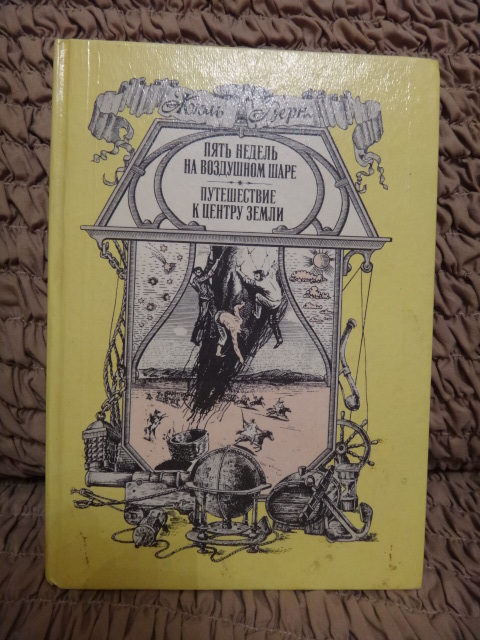 Жюль Верн
ПЯТЬ НЕДЕЛЬ
НА ВОЗДУШНОМ ШАРЕ
ПУТЕШЕСТВИЕ
К ЦЕНТРУ ЗЕМЛИ